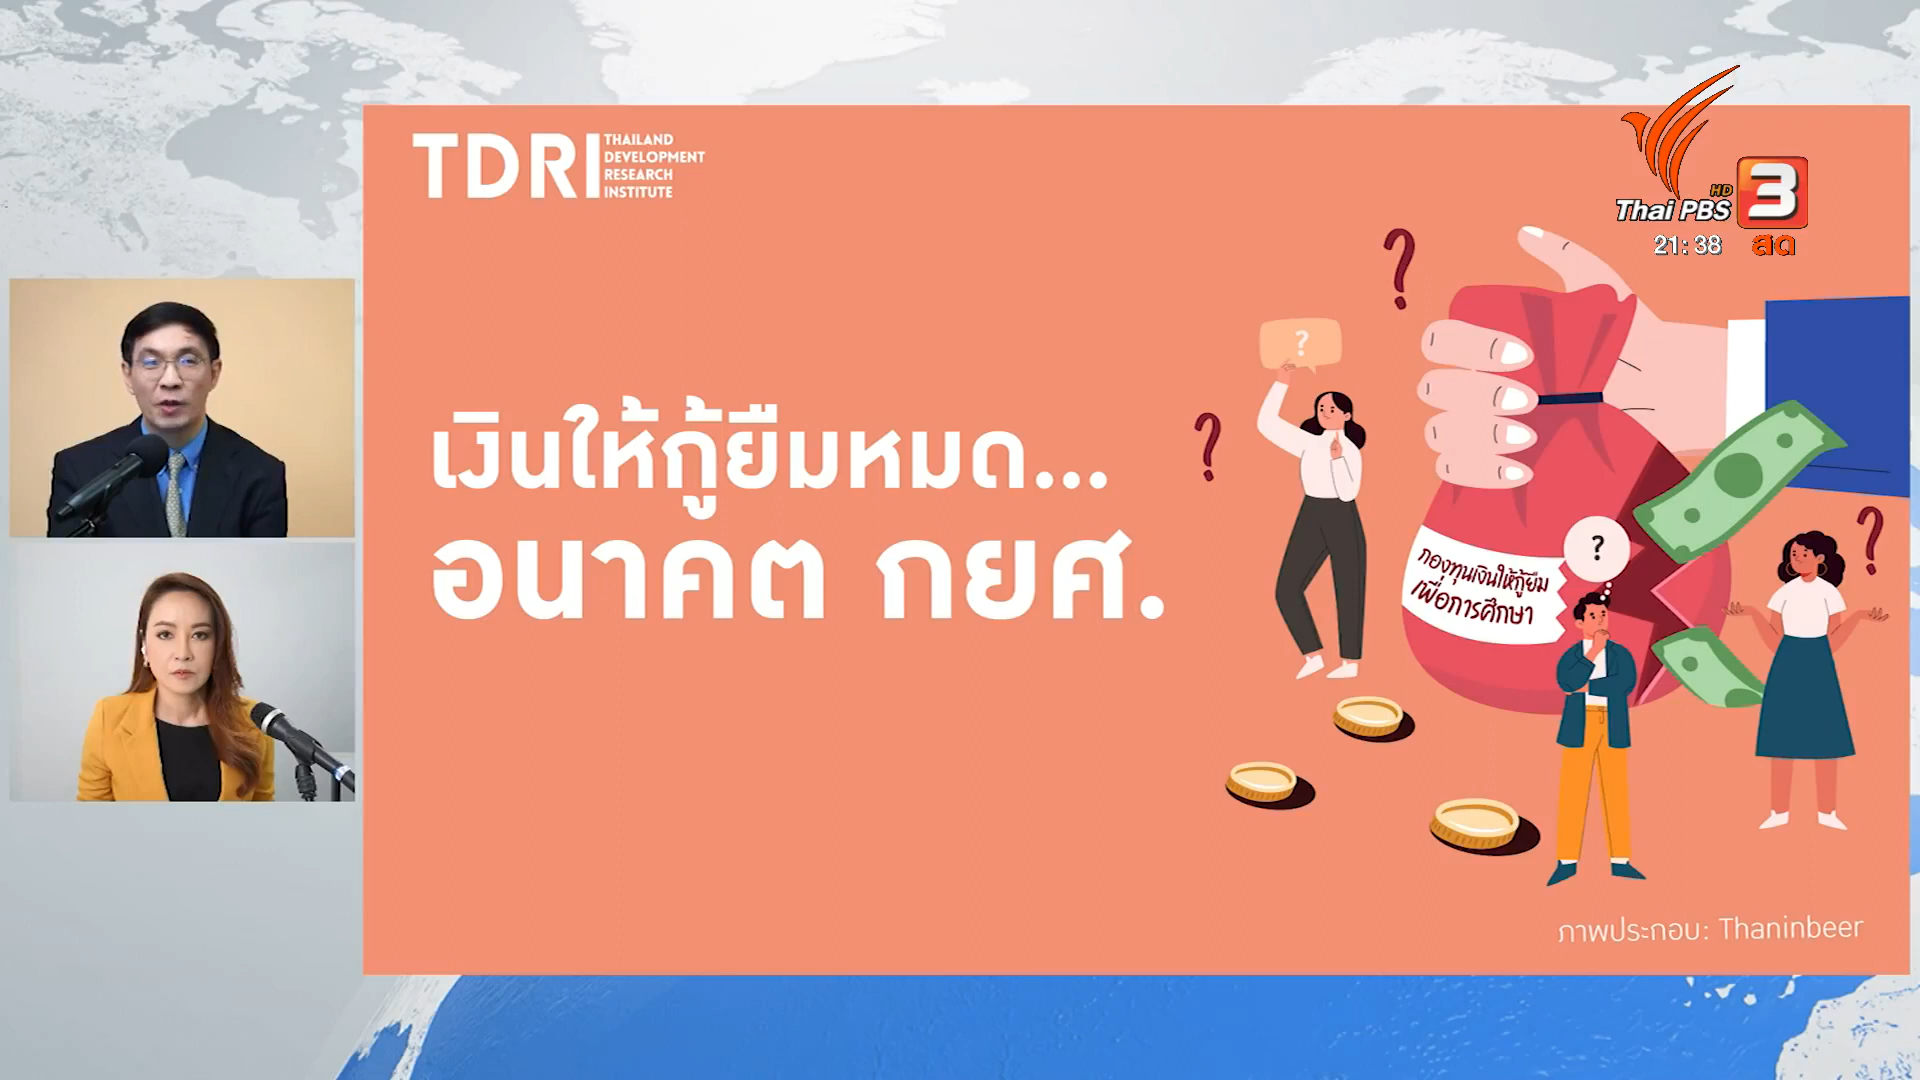 TDRI
THAILAND
DEVELOPMENT
RESEARCH
INSTITUTE
HD
Thai PBS
3
21:38
สด
?
?
?
เงินให้กู้ยืมหมด...
อนาคต กยศ.
?
?
กองทุนเงินให้กู้ยืม
เพื่อการศึกษา
ภาพประกอบ: Thaninbeer